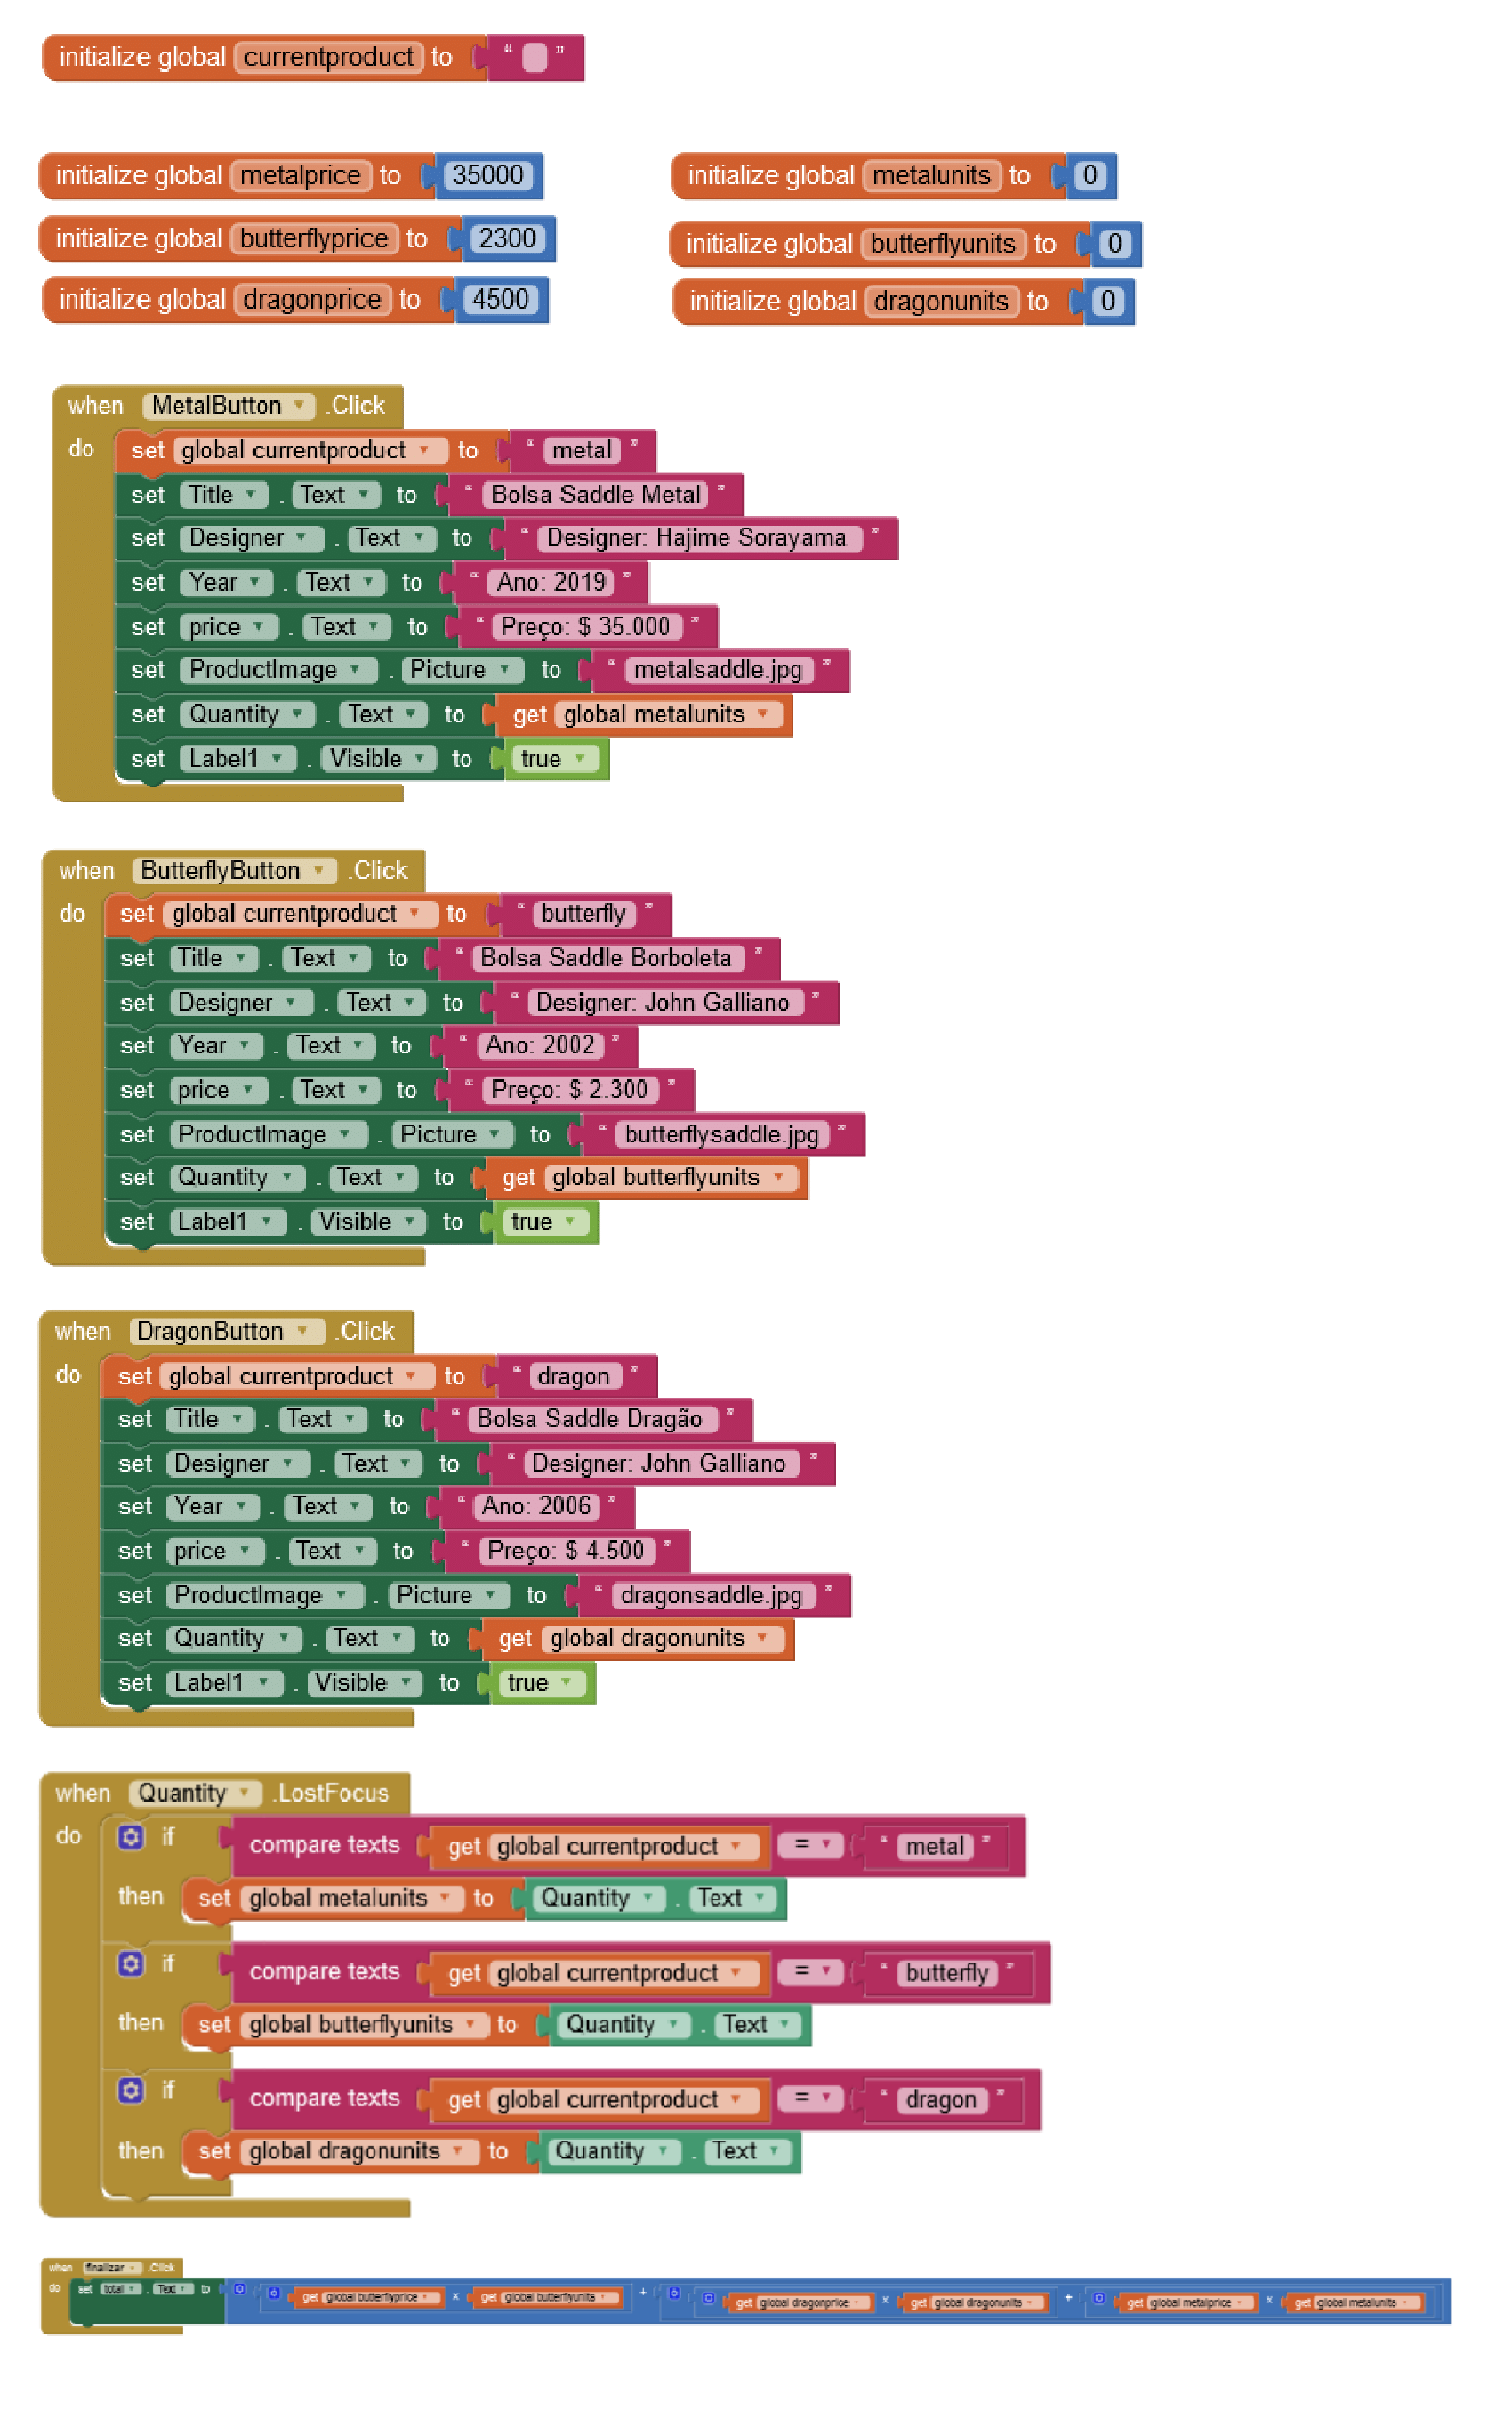 initialize global currentproduct to “ ”
initialize global metalprice to 35000
initialize global metalunits to 0
initialize global butterflyprice to 2300
initialize global butterflyunits to 0
initialize global dragonprice to 4500
initialize global dragonunits to 0
when MetalButton .Click
do set global currentproduct to “ metal ”
set Title . Text to “ Bolsa Saddle Metal ”
set Designer . Text to “ Designer: Hajime Sorayama ”
set Year . Text to “ Ano: 2019 ”
set price . Text to “ Preço: $ 35.000 ”
set ProductImage . Picture to “ metalsaddle.jpg ”
set Quantity . Text to get global metalunits
set Label1 . Visible to true
when ButterflyButton .Click
do set global currentproduct to “ butterfly ”
set Title . Text to “ Bolsa Saddle Borboleta ”
set Designer . Text to “ Designer: John Galliano ”
set Year . Text to “ Ano: 2002 ”
set price . Text to “ Preço: $ 2.300 ”
set ProductImage . Picture to “ butterflysaddle.jpg ”
set Quantity . Text to get global butterflyunits
set Label1 . Visible to true
when DragonButton .Click
do set global currentproduct to “ dragon ”
set Title . Text to “ Bolsa Saddle Dragão ”
set Designer . Text to “ Designer: John Galliano ”
set Year . Text to “ Ano: 2006 ”
set price . Text to “ Preço: $ 4.500 ”
set ProductImage . Picture to “ dragonsaddle.jpg ”
set Quantity . Text to get global dragonunits
set Label1 . Visible to true
when Quantity .LostFocus
do if compare texts get global currentproduct = “ metal ”
then set global metalunits to Quantity . Text
if compare texts get global currentproduct = “ butterfly ”
then set global butterflyunits to Quantity . Text
if compare texts get global currentproduct = “ dragon ”
then set global dragonunits to Quantity . Text
when finalizar .Click
do set total . Text to get global butterflyprice x get global butterflyunits + get global dragonprice x get global dragonunits + get global metalprice x get global metalunits